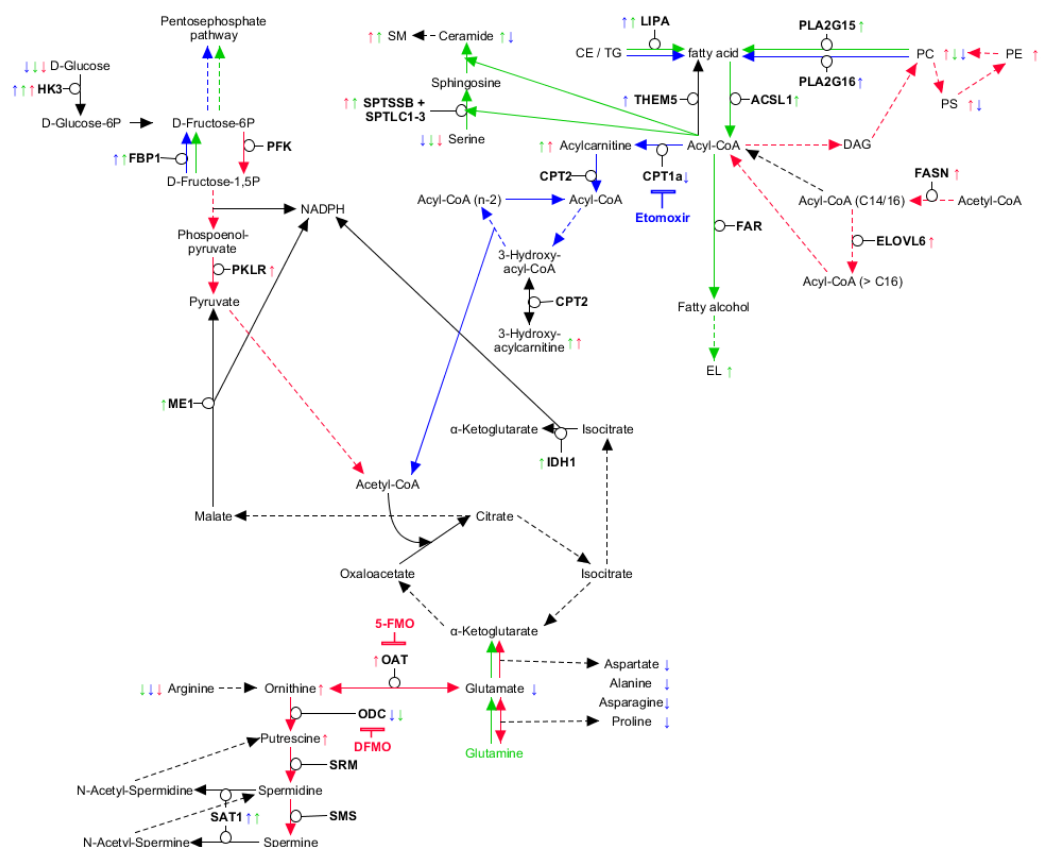 Pentosephosphate
pathway
↑↑ SM
Ceramide ↑↓
↑↑ LIPA
CE / TG
fatty acid
PLA2G15 ↑
PLA2G16 ↑
PC ↑↓↓
PE ↑
PS ↑↓
↓↓↓ D-Glucose
↑↑↑ HK3
D-Glucose-6P
D-Fructose-6P
Sphingosine
↑↑ SPTSSB +
SPTLC1-3
↓↓↓ Serine
↑ THEM5
ACSL1 ↑
PFK
↑↑ FBP1
D-Fructose-1,5P
↑↑ Acylcarnitine
Acyl-CoA
DAG
CPT2
CPT1a ↓
Etomoxir
FASN ↑
Acyl-CoA (n-2)
Acyl-CoA
Acyl-CoA (C14/16)
Acetyl-CoA
NADPH
FAR
ELOVL6 ↑
Phospoenol-
pyruvate
PKLR ↑
3-Hydroxy-
acyl-CoA
Acyl-CoA (> C16)
Pyruvate
CPT2
Fatty alcohol
3-Hydroxy-
acylcarnitine ↑↑
EL ↑
↑ ME1
α-Ketoglutarate
Isocitrate
↑ IDH1
Acetyl-CoA
Malate
Citrate
Oxaloacetate
Isocitrate
5-FMO
α-Ketoglutarate
↑ OAT
Aspartate ↓
↓↓↓ Arginine
Ornithine ↑
Glutamate ↓
Alanine ↓
Asparagine ↓
ODC ↓↓
Proline ↓
Putrescine ↑
DFMO
Glutamine
SRM
N-Acetyl-Spermidine
Spermidine
SAT1 ↑↑
SMS
N-Acetyl-Spermine
Spermine